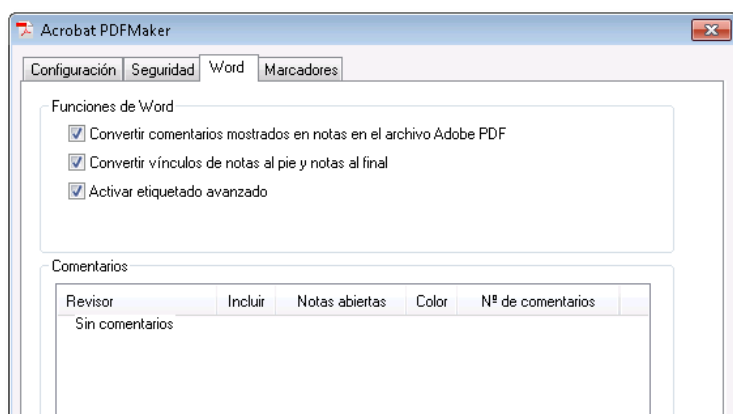 Acrobat PDFMaker
Configuración Seguridad Word Marcadores
Funciones de Word
Convertir comentarios mostrados en notas en el archivo Adobe PDF
Convertir vínculos de notas al pie y notas al final
Activar etiquetado avanzado
Comentarios
Revisor Incluir Notas abiertas Color Nº de comentarios
Sin comentarios